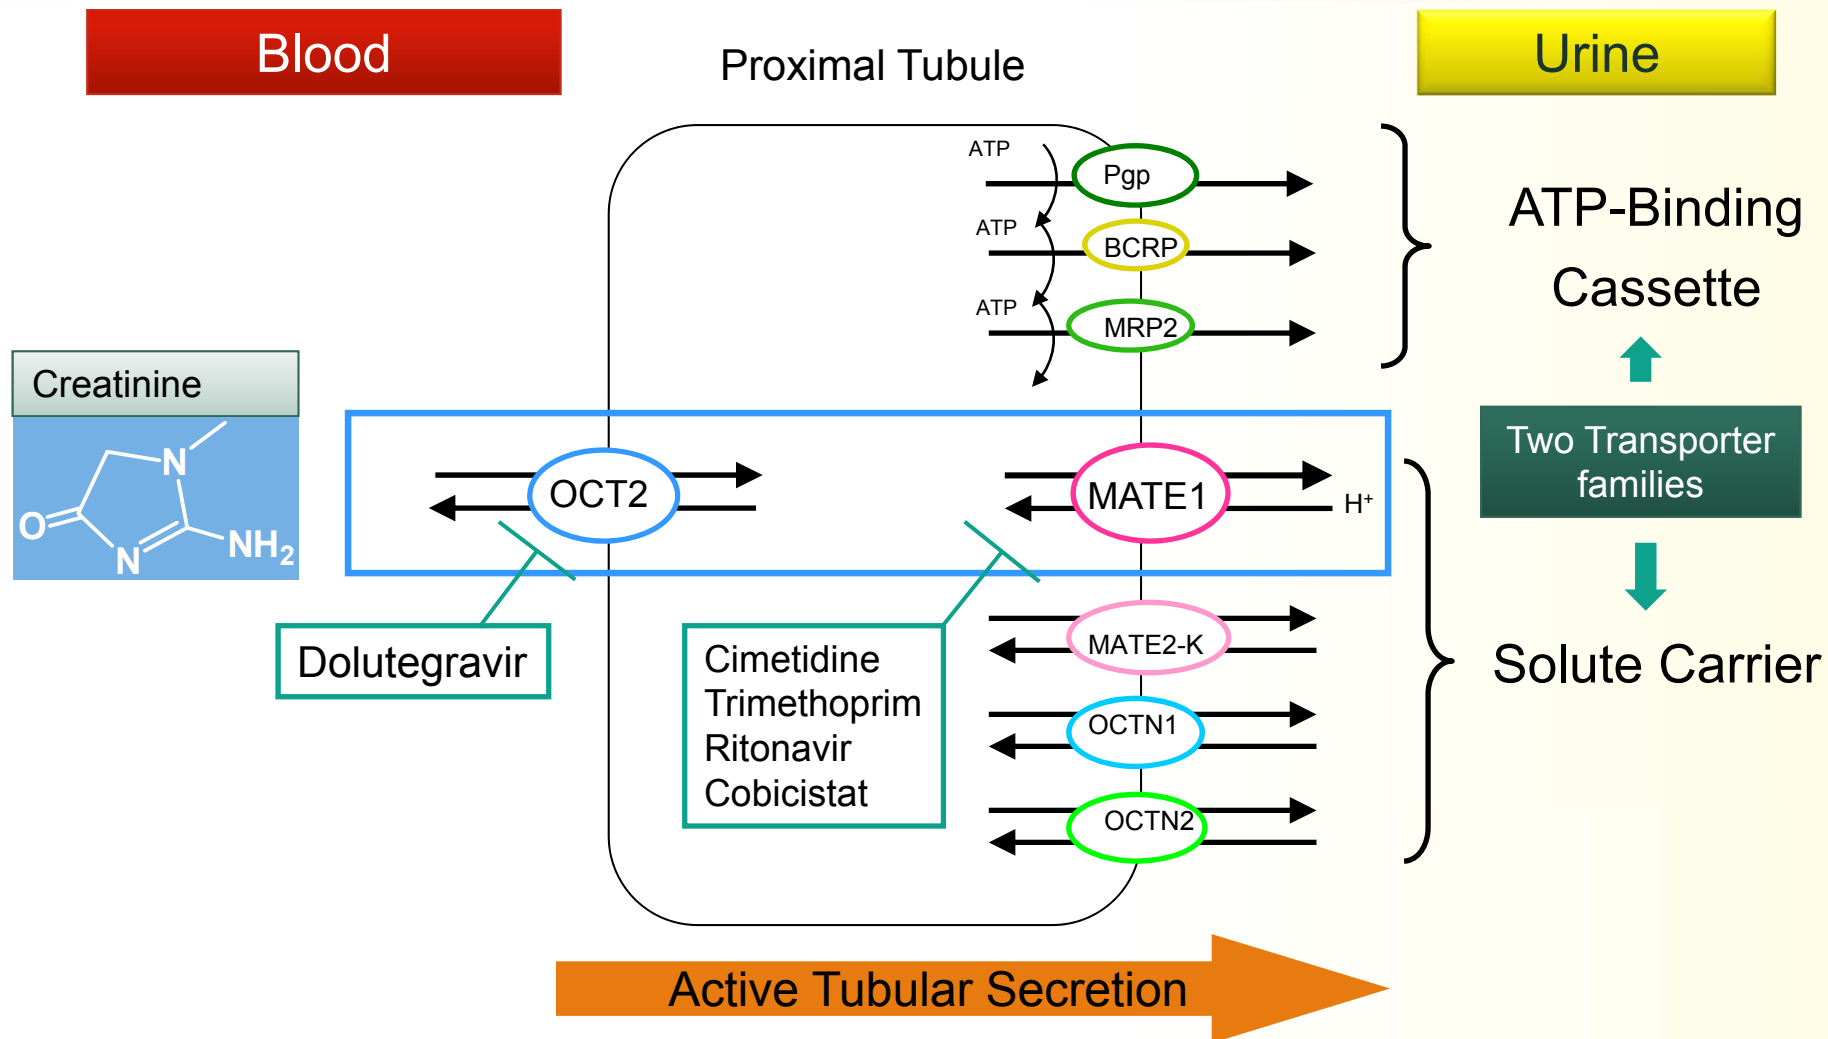 Blood
Proximal Tubule
Urine
ATP
Pgp
ATP
BCRP
ATP
MRP2
ATP-Binding
Cassette
Creatinine
N
O
N
NH₂
OCT2
MATE1
H⁺
Two Transporter
families
Dolutegravir
Cimetidine
Trimethoprim
Ritonavir
Cobicistat
MATE2-K
OCTN1
OCTN2
Solute Carrier
Active Tubular Secretion